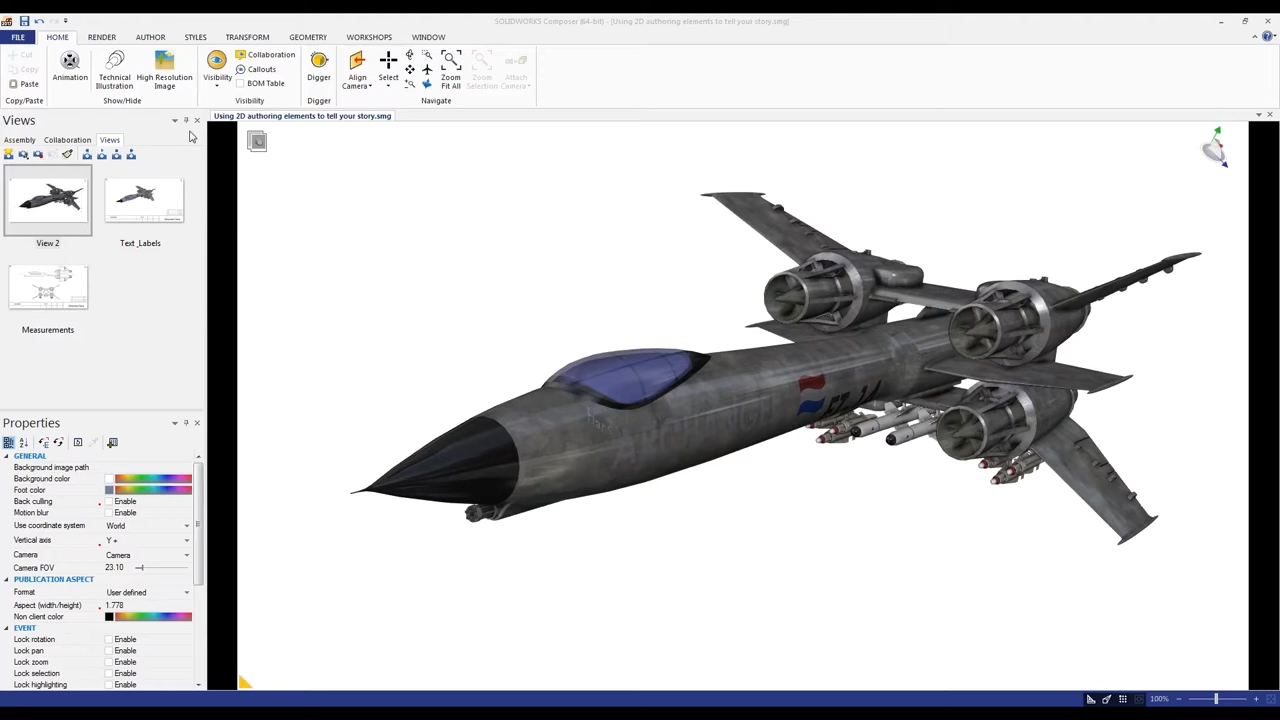 SOLIDWORKS Composer (64-bit) - [Using 2D authoring elements to tell your story.smg]
FILE HOME RENDER AUTHOR STYLES TRANSFORM GEOMETRY WORKSHOPS WINDOW
Cut
Copy
Paste
Copy/Paste
Animation
Technical Illustration
High Resolution Image
Show/Hide
Visibility
Collaboration
Callouts
BOM Table
Visibility
Digger
Digger
Align Camera
Select
Zoom Fit All
Zoom Selection
Attach Camera
Navigate
Views
Using 2D authoring elements to tell your story.smg
Assembly Collaboration Views
View 2
Text_Labels
Measurements
Properties
GENERAL
Background image path
Background color
Foot color
Back culling Enable
Motion blur Enable
Use coordinate system World
Vertical axis Y +
Camera Camera
Camera FOV 23.10
PUBLICATION ASPECT
Format User defined
Aspect (width/height) 1.778
Non client color
EVENT
Lock rotation Enable
Lock pan Enable
Lock zoom Enable
Lock selection Enable
Lock highlighting Enable
100%